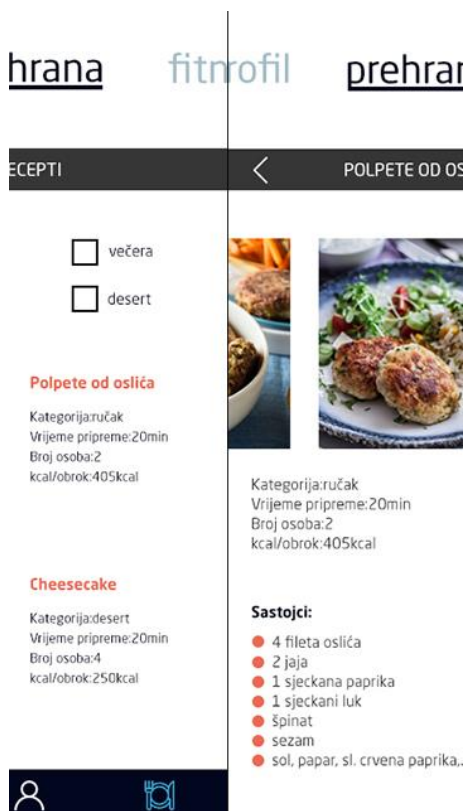 hrana fitn
ECEPTI
večera
desert
Polpete od oslića
Kategorija:ručak
Vrijeme pripreme:20min
Broj osoba:2
kcal/obrok:405kcal
Cheesecake
Kategorija:desert
Vrijeme pripreme:20min
Broj osoba:4
kcal/obrok:250kcal
rofil prehran
POLPETE OD OS
Kategorija:ručak
Vrijeme pripreme:20min
Broj osoba:2
kcal/obrok:405kcal
Sastojci:
4 fileta oslića
2 jaja
1 sjeckana paprika
1 sjeckani luk
špinat
sezam
sol, papar, sl. crvena paprika,..